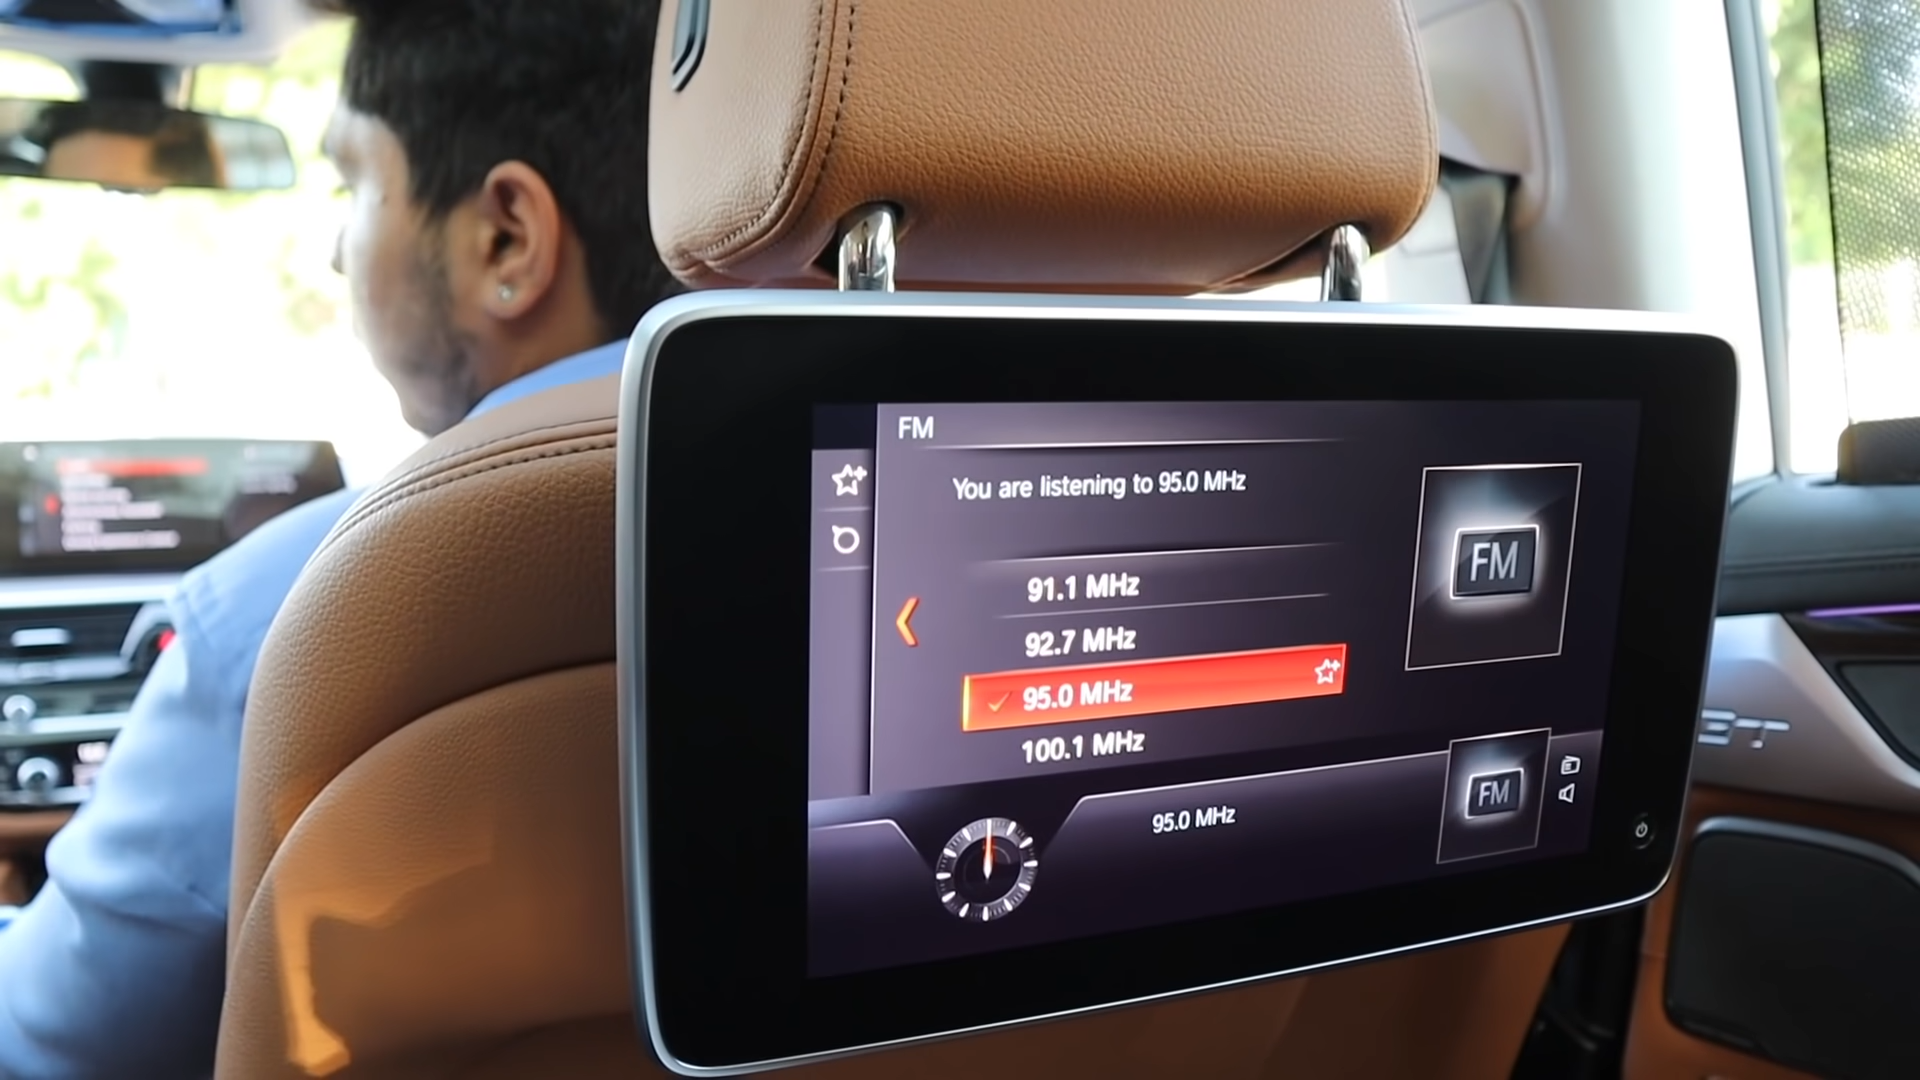 FM
You are listening to 95.0 MHz
91.1 MHz
92.7 MHz
95.0 MHz
100.1 MHz
FM
95.0 MHz
FM